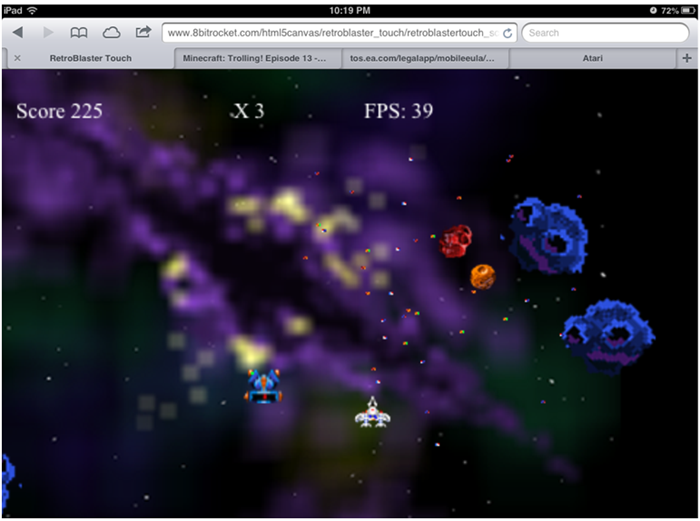 iPad 10:19 PM 72%
www.8bitrocket.com/html5canvas/retroblaster_touch/retroblastertouch_sc Search
RetroBlaster Touch Minecraft: Trolling! Episode 13 -... tos.ea.com/legalapp/mobileeula/... Atari
Score 225 X 3 FPS: 39